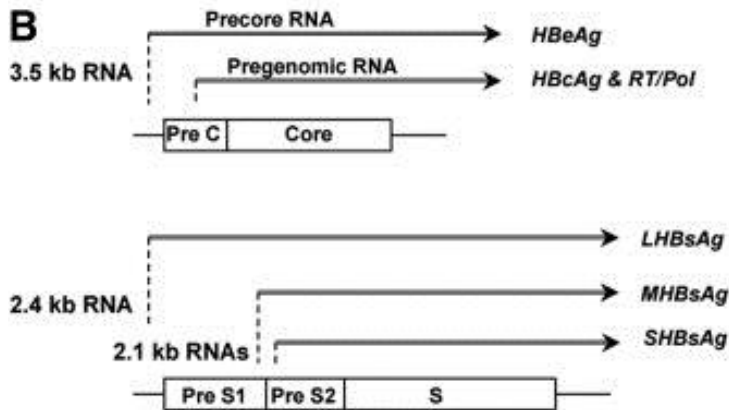 B
Precore RNA
HBeAg
3.5 kb RNA
Pregenomic RNA
HBcAg & RT/Pol
Pre C
Core
LHBsAg
2.4 kb RNA
MHBsAg
2.1 kb RNAs
SHBsAg
Pre S1
Pre S2
S